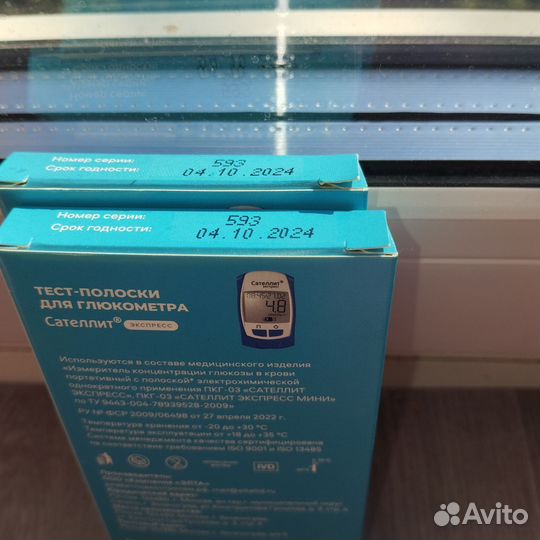 Номер серии: 593
Срок годности: 04.10.2024
Номер серии: 593
Срок годности: 04.10.2024
ТЕСТ-ПОЛОСКИ
ДЛЯ ГЛЮКОМЕТРА
Сателлит® ЭКСПРЕСС
Сателлит®
4.8
Используются в составе медицинского изделия
«Измеритель концентрации глюкозы в крови
портативный с полоской* электрохимической
однократного применения ПКГ-03 «САТЕЛЛИТ
ЭКСПРЕСС», ПКГ-03 «САТЕЛЛИТ ЭКСПРЕСС МИНИ»
по ТУ 9443-004-78939528-2009»
РУ № ФСР 2009/06498 от 27 апреля 2022 г.
Температура хранения от -20 до +30 °C
Температура эксплуатации от +18 до +35 °C
Система менеджмента качества сертифицирована
на соответствие требованиям ISO 9001 и ISO 13485
IVD
Производитель:
ООО «Компания «ЭЛТА»
Avito